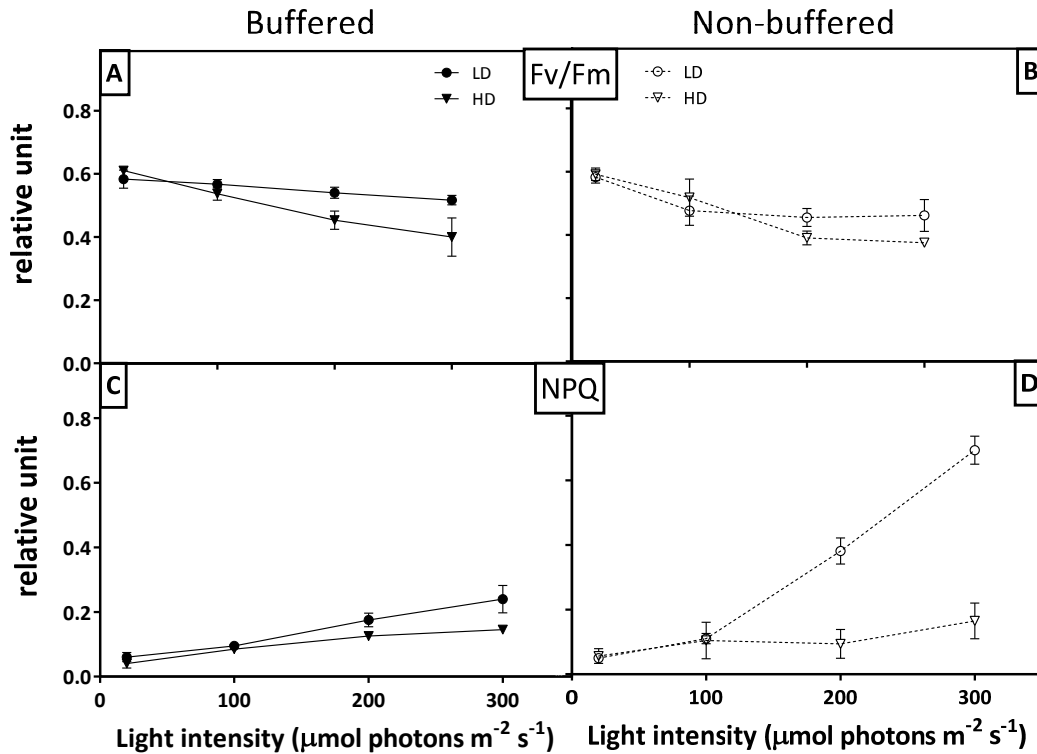 Buffered
Non-buffered
A
LD
HD
Fv/Fm
LD
HD
B
0.8
0.6
0.4
0.2
0.0
relative unit
C
NPQ
D
0.8
0.6
0.4
0.2
0.0
relative unit
0
100
200
300
0
100
200
300
Light intensity (μmol photons m⁻² s⁻¹)
Light intensity (μmol photons m⁻² s⁻¹)